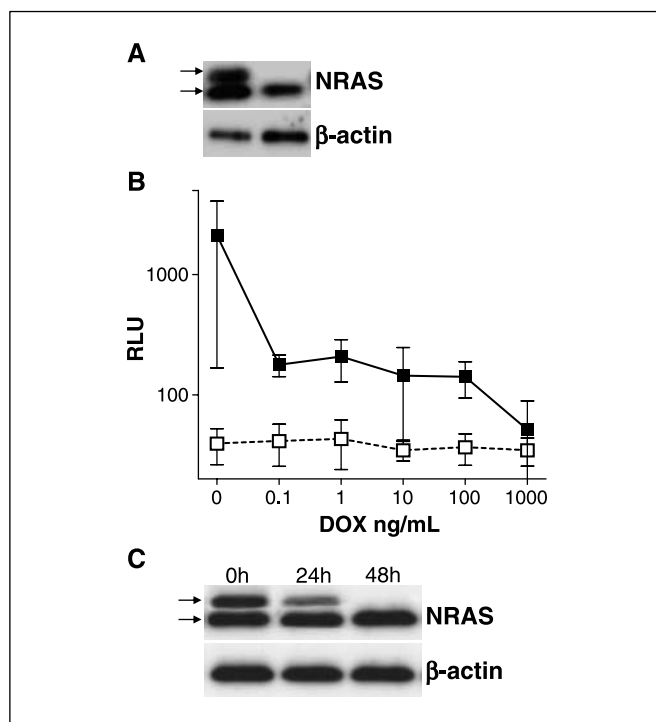 A
NRAS
β-actin
B
1000
100
RLU
0 0.1 1 10 100 1000
DOX ng/mL
C
0h 24h 48h
NRAS
β-actin